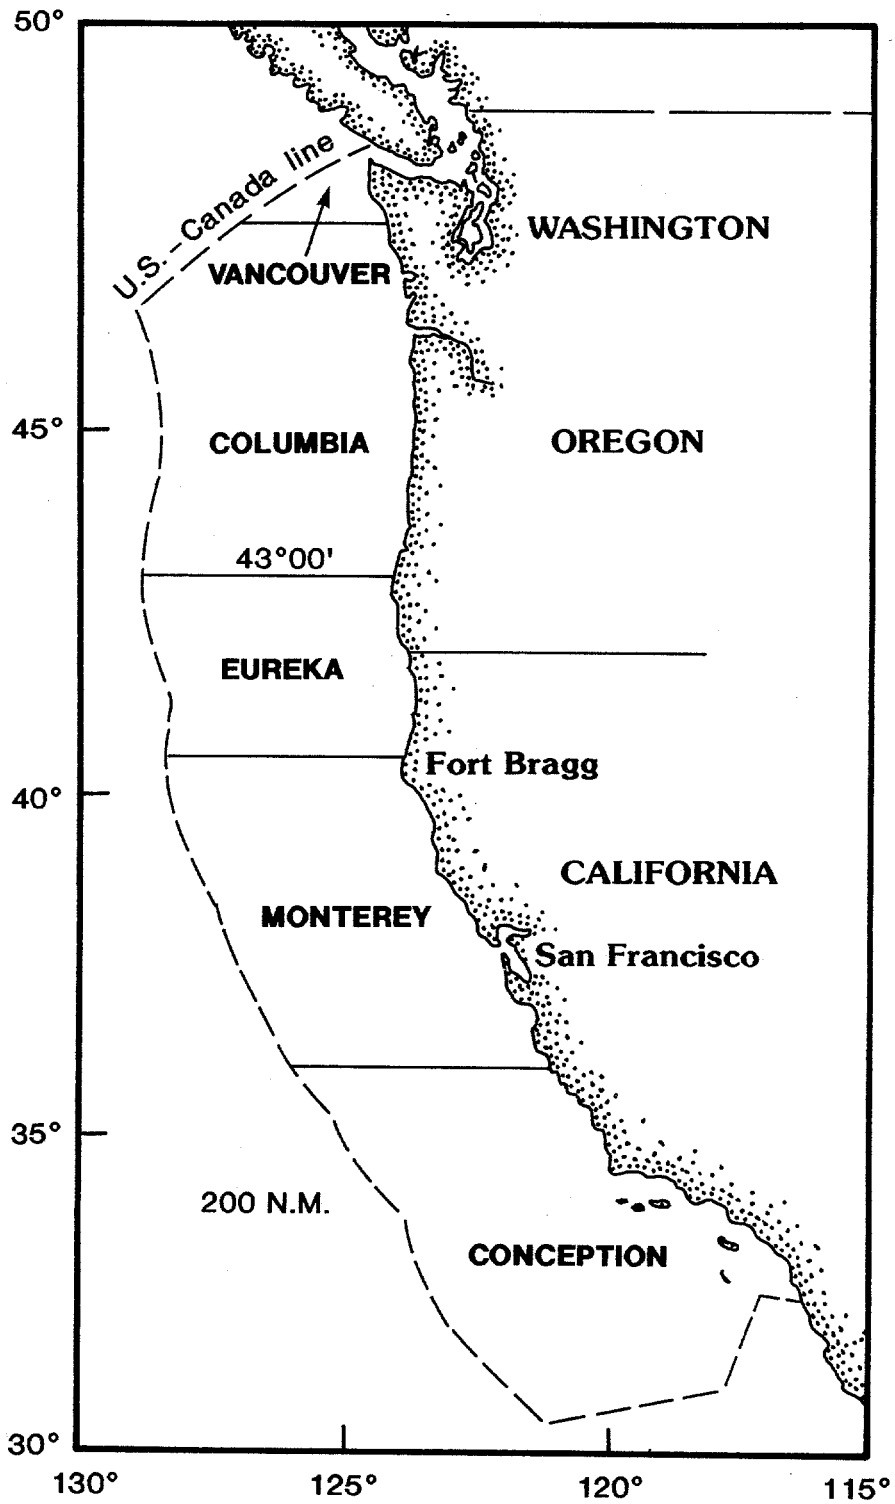 50°
U.S.-Canada line
WASHINGTON
VANCOUVER
45°
COLUMBIA
OREGON
43°00'
EUREKA
Fort Bragg
40°
CALIFORNIA
MONTEREY
San Francisco
35°
200 N.M.
CONCEPTION
30°
130°
125°
120°
115°